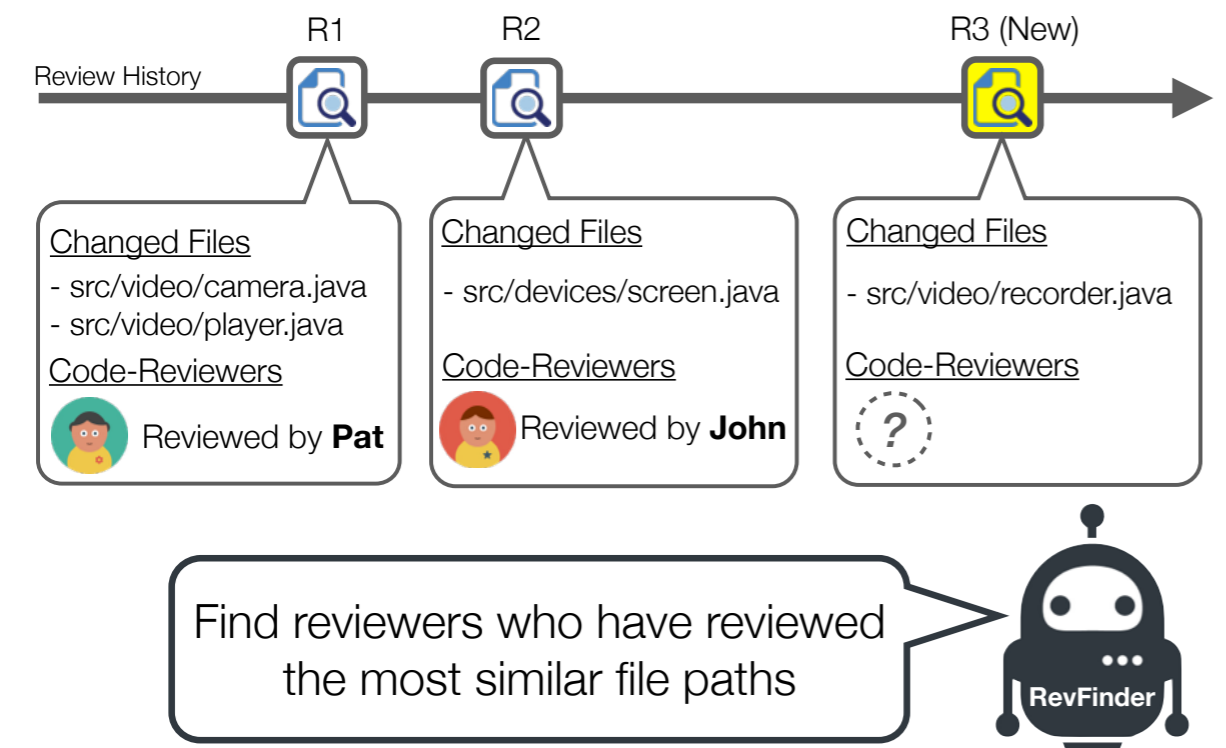 R1
R2
R3 (New)
Review History
Changed Files
- src/video/camera.java
- src/video/player.java
Code-Reviewers
Reviewed by Pat
Changed Files
- src/devices/screen.java
Code-Reviewers
Reviewed by John
Changed Files
- src/video/recorder.java
Code-Reviewers
?
Find reviewers who have reviewed
the most similar file paths
RevFinder